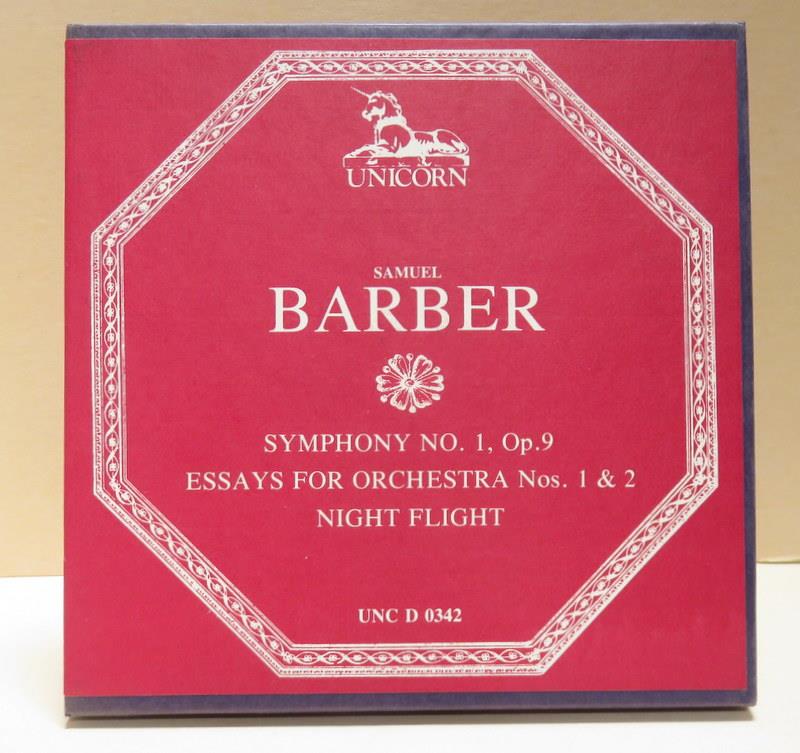 UNICORN
SAMUEL
BARBER
SYMPHONY NO. 1, Op.9
ESSAYS FOR ORCHESTRA Nos. 1 & 2
NIGHT FLIGHT
UNC D 0342